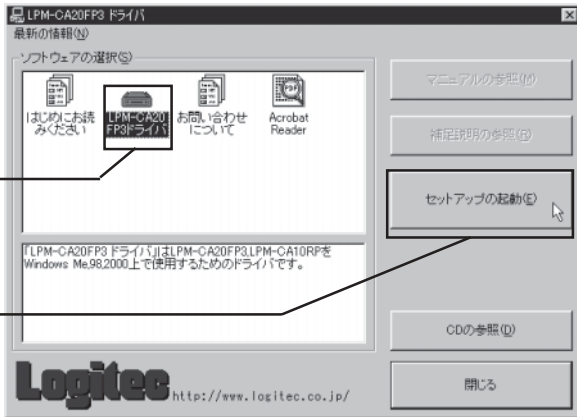 LPM-CA20FP3 ドライバ
最新の情報(N)
ソフトウェアの選択(S)
はじめにお読
みください
LPM-CA20
FP3ドライバ
お問い合わせ
について
Acrobat
Reader
マニュアルの参照(M)
補足説明の参照(R)
セットアップの起動(E)
「LPM-CA20FP3 ドライバ」はLPM-CA20FP3,LPM-CA10RPを
Windows Me,98,2000上で使用するためのドライバです。
CDの参照(D)
閉じる
Logitec
http://www.logitec.co.jp/